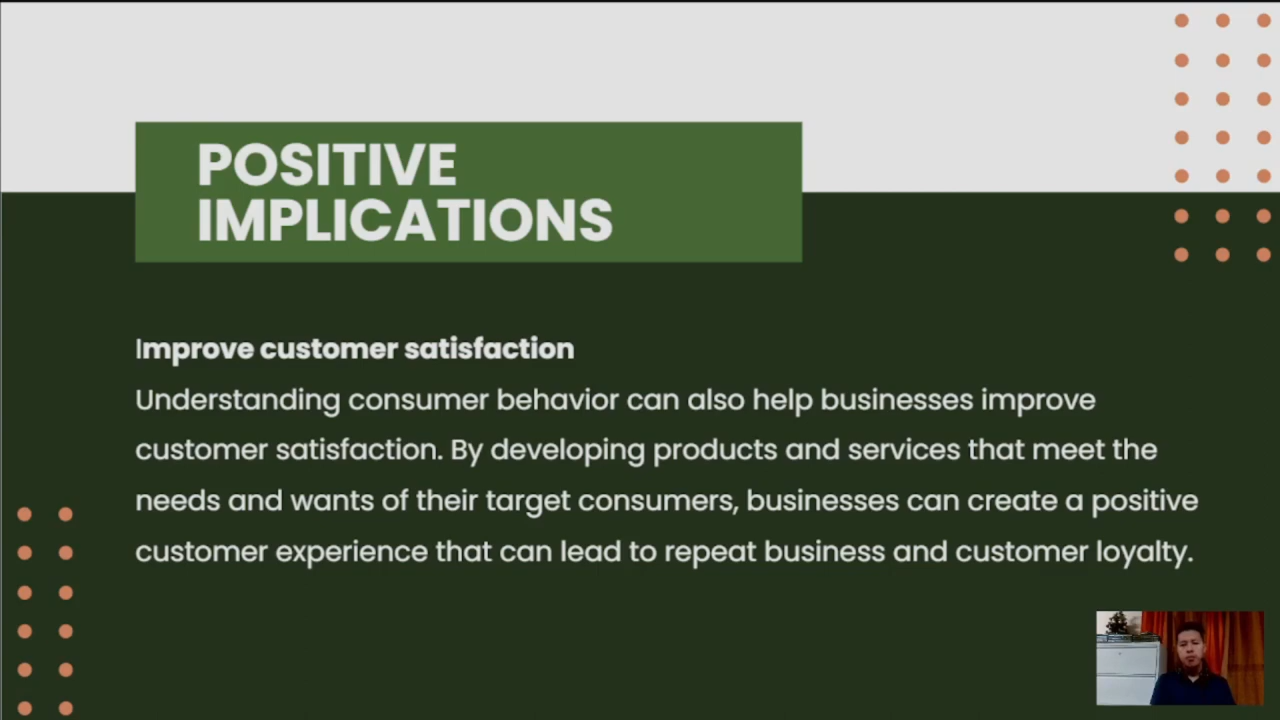 POSITIVE
IMPLICATIONS
Improve customer satisfaction
Understanding consumer behavior can also help businesses improve
customer satisfaction. By developing products and services that meet the
needs and wants of their target consumers, businesses can create a positive
customer experience that can lead to repeat business and customer loyalty.